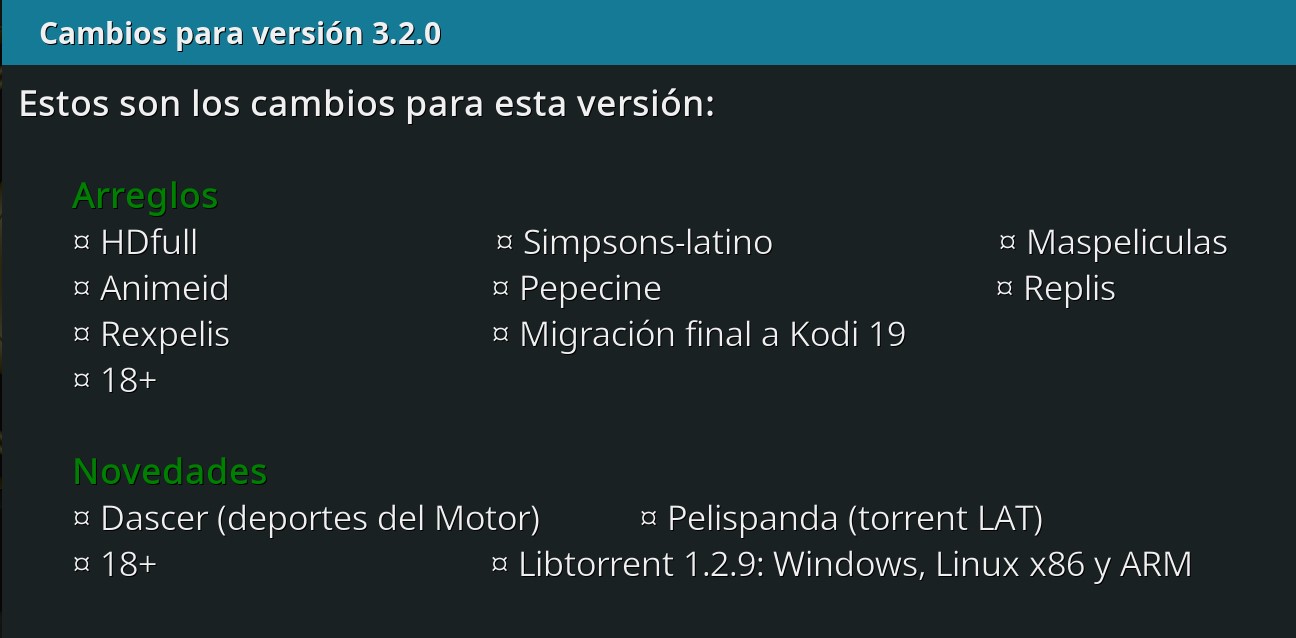 Cambios para versión 3.2.0
Estos son los cambios para esta versión:
Arreglos
¤ HDfull ¤ Simpsons-latino ¤ Maspeliculas
¤ Animeid ¤ Pepecine ¤ Replis
¤ Rexpelis ¤ Migración final a Kodi 19
¤ 18+
Novedades
¤ Dascer (deportes del Motor) ¤ Pelispanda (torrent LAT)
¤ 18+ ¤ Libtorrent 1.2.9: Windows, Linux x86 y ARM